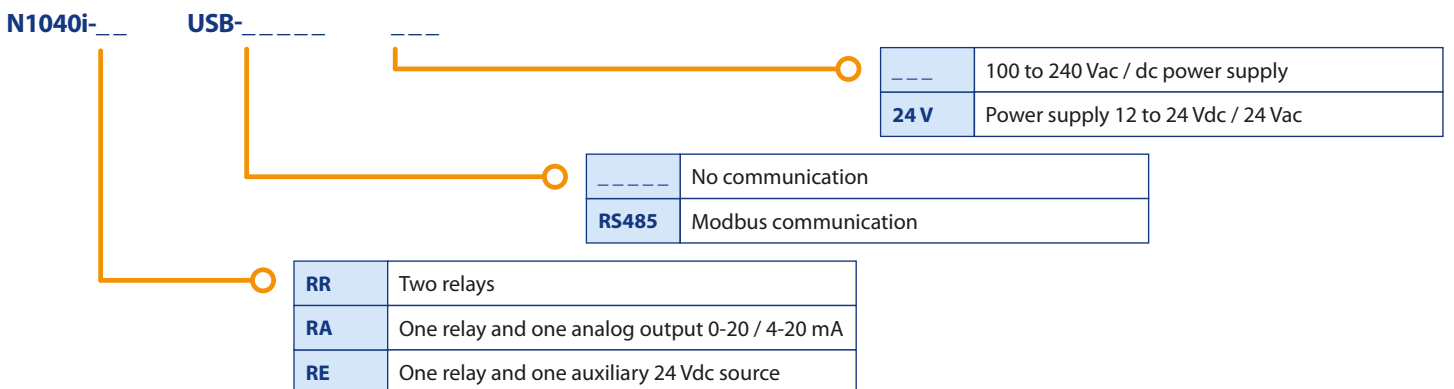 N1040i-_ _ USB-_ _ _ _ _ _ _ _
_ _ _ 100 to 240 Vac / dc power supply
24 V Power supply 12 to 24 Vdc / 24 Vac
_ _ _ _ _ No communication
RS485 Modbus communication
RR Two relays
RA One relay and one analog output 0-20 / 4-20 mA
RE One relay and one auxiliary 24 Vdc source